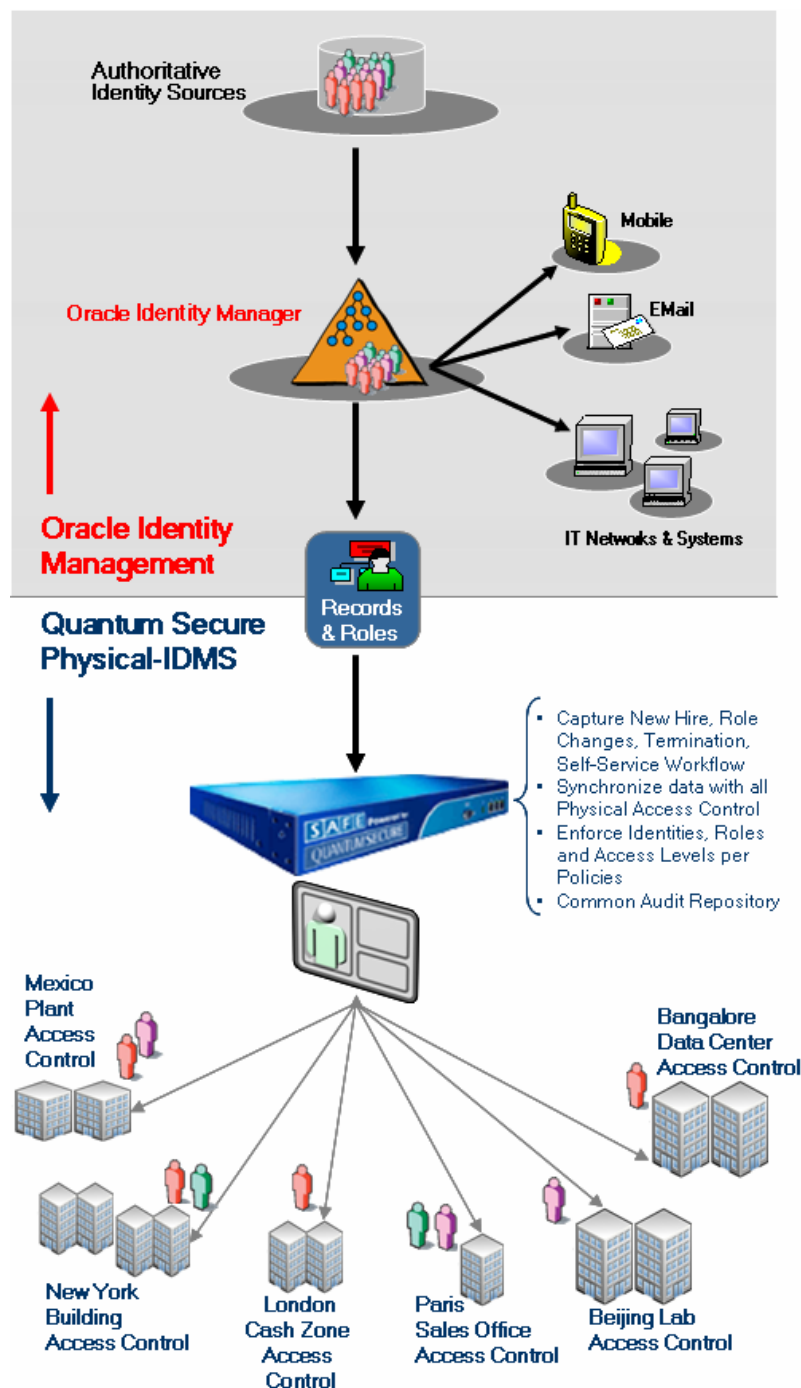 Authoritative
Identity Sources
Mobile
Oracle Identity Manager
EMail
IT Networks & Systems
Oracle Identity
Management
Records
& Roles
Quantum Secure
Physical-IDMS
▪ Capture New Hire, Role
Changes, Termination,
Self-Service Workflow
▪ Synchronize data with all
Physical Access Control
▪ Enforce Identities, Roles
and Access Levels per
Policies
▪ Common Audit Repository
SAFE Powered by
QUANTUM SECURE
Mexico
Plant
Access
Control
Bangalore
Data Center
Access Control
New York
Building
Access Control
London
Cash Zone
Access
Control
Paris
Sales Office
Access Control
Beijing Lab
Access Control